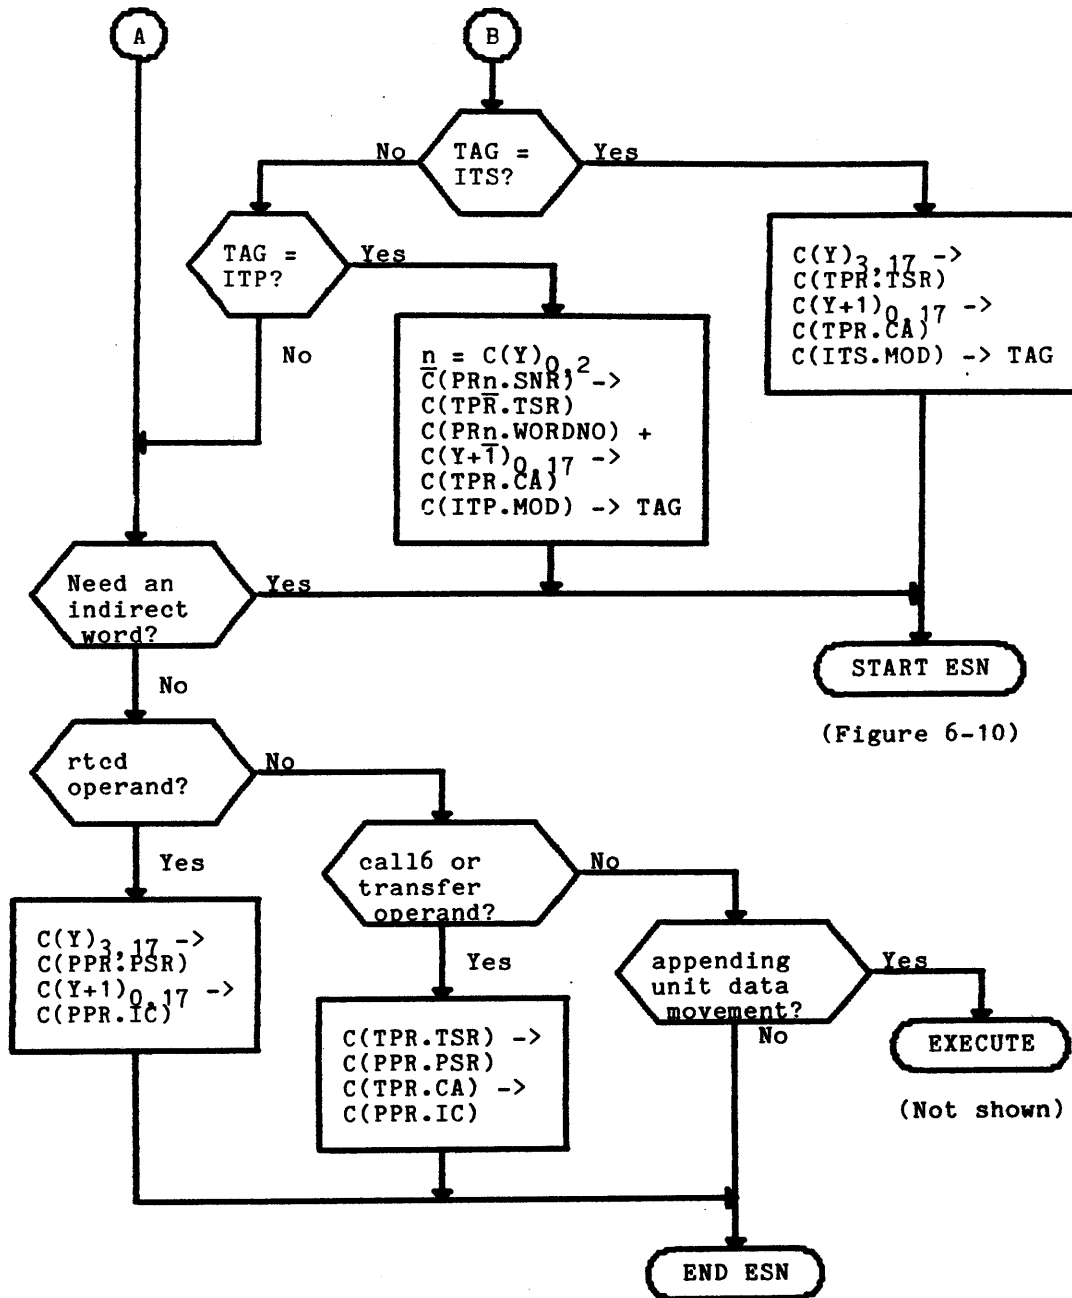 A
B
No
TAG =
ITS?
Yes
TAG =
ITP?
Yes
C(Y)3,17 ->
C(TPR.TSR)
C(Y+1)0,17 ->
C(TPR.CA)
C(ITS.MOD) -> TAG
No
n = C(Y)0,2
C(PRn.SNR) ->
C(TPR.TSR)
C(PRn.WORDNO) +
C(Y+1)0,17 ->
C(TPR.CA)
C(ITP.MOD) -> TAG
Need an
indirect
word?
Yes
START ESN
(Figure 6-10)
No
rtcd
operand?
No
Yes
call6 or
transfer
operand?
No
C(Y)3,17 ->
C(PPR.PSR)
C(Y+1)0,17 ->
C(PPR.IC)
Yes
appending
unit data
movement?
Yes
No
EXECUTE
(Not shown)
C(TPR.TSR) ->
C(PPR.PSR)
C(TPR.CA) ->
C(PPR.IC)
END ESN